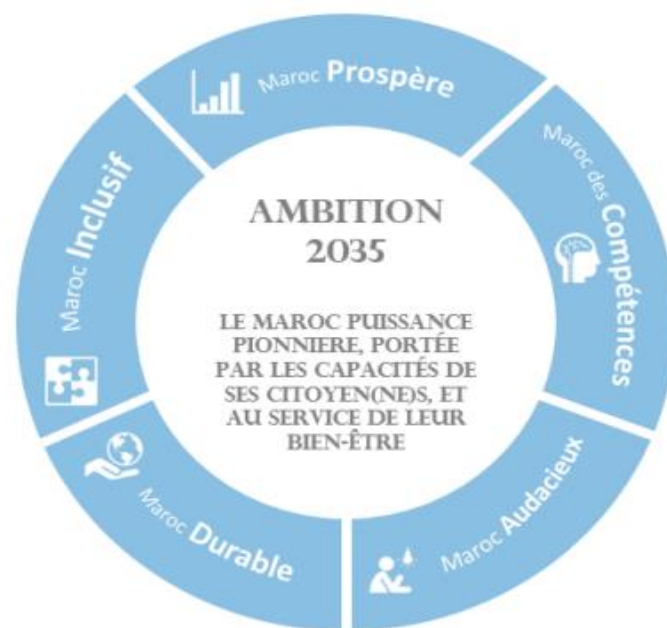 Maroc Prospère
Maroc des Compétences
Maroc Audacieux
Maroc Durable
Maroc Inclusif
AMBITION
2035
LE MAROC PUISSANCE
PIONNIERE, PORTÉE
PAR LES CAPACITÉS DE
SES CITOYEN(NE)S, ET
AU SERVICE DE LEUR
BIEN-ÊTRE